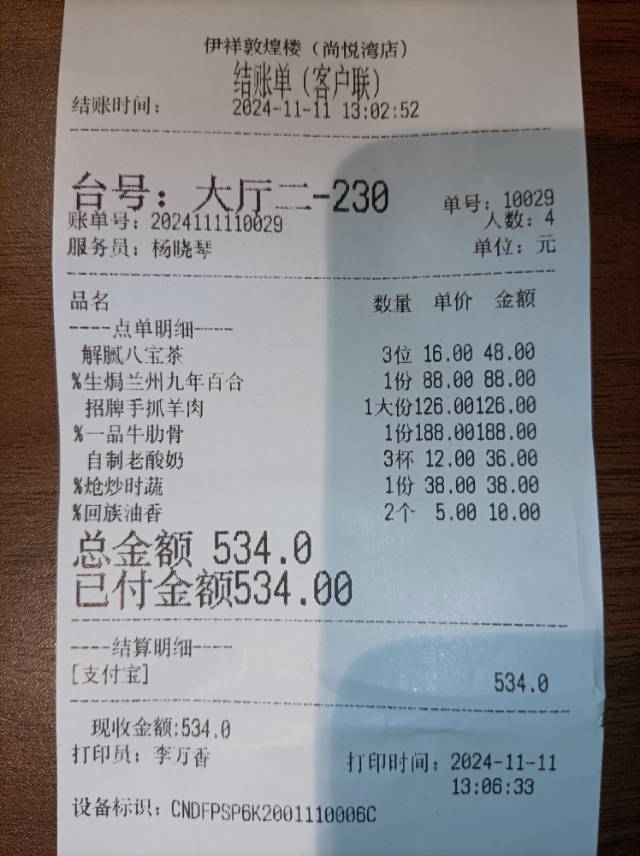 伊祥敦煌楼（尚悦湾店）
结账单（客户联）
结账时间： 2024-11-11 13:02:52
台号：大厅二-230 单号：10029
账单号：2024111110029 人数：4
服务员：杨晓琴 单位：元
品名 数量 单价 金额
----点单明细----
解腻八宝茶 3位 16.00 48.00
%生焗兰州九年百合 1份 88.00 88.00
招牌手抓羊肉 1大份126.00126.00
%一品牛肋骨 1份188.00188.00
自制老酸奶 3杯 12.00 36.00
%炝炒时蔬 1份 38.00 38.00
%回族油香 2个 5.00 10.00
总金额 534.0
已付金额534.00
----结算明细----
[支付宝] 534.0
现收金额:534.0
打印员：李万香 打印时间：2024-11-11
13:06:33
设备标识：CNDFPSP6K2001110006C